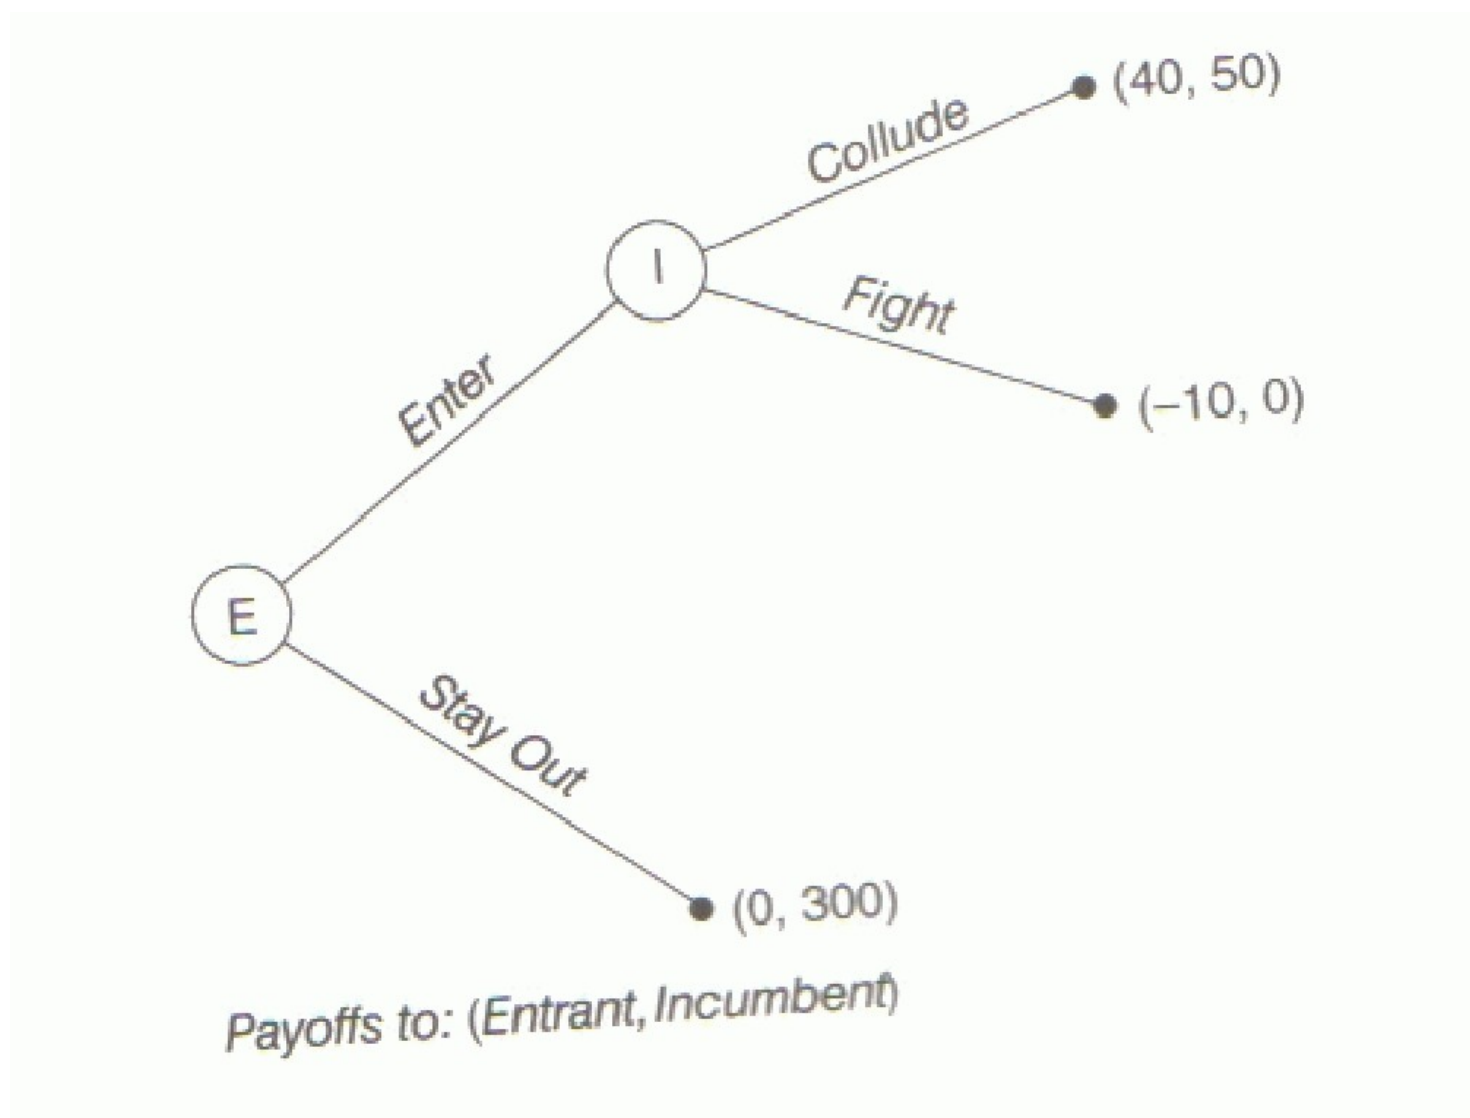 Collude
(40, 50)
I
Fight
(–10, 0)
Enter
E
Stay Out
(0, 300)
Payoffs to: (Entrant, Incumbent)